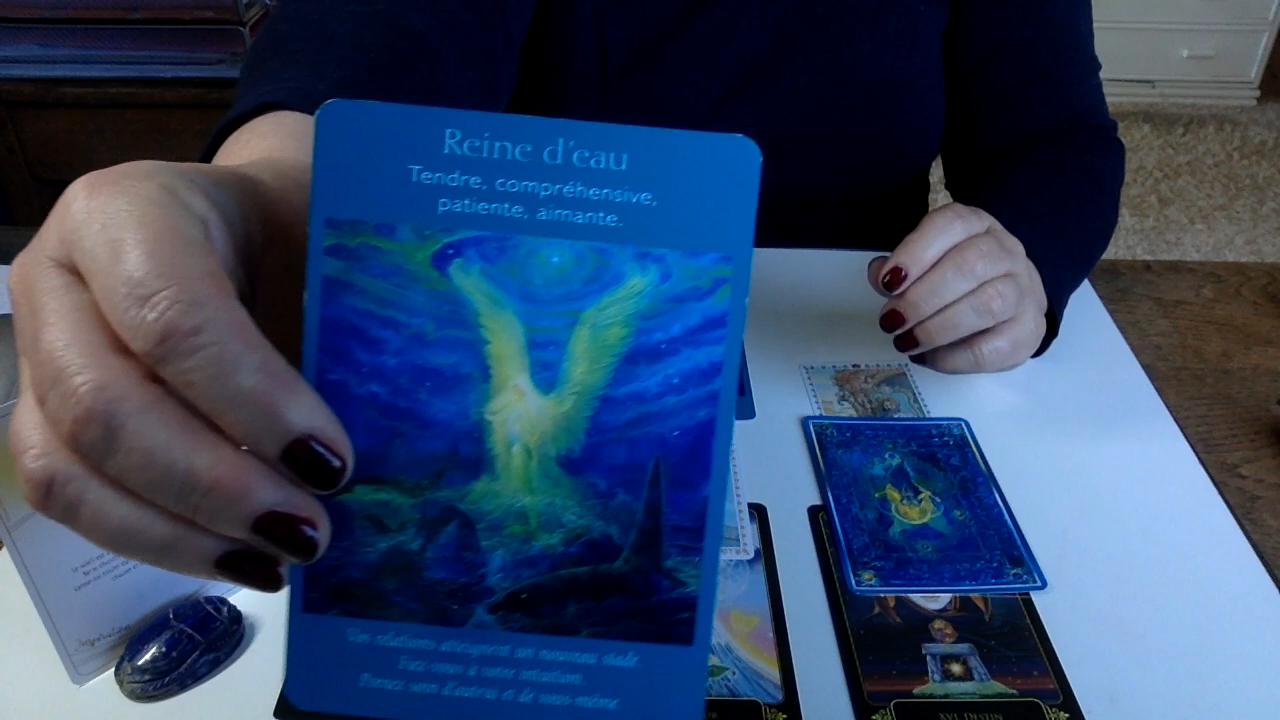 Reine d'eau
Tendre, compréhensive,
patiente, aimante.
Vos relations atteignent un nouveau stade.
Fiez-vous à votre intuition.
Prenez soin d'autrui et de vous-même.
XVI DESTIN